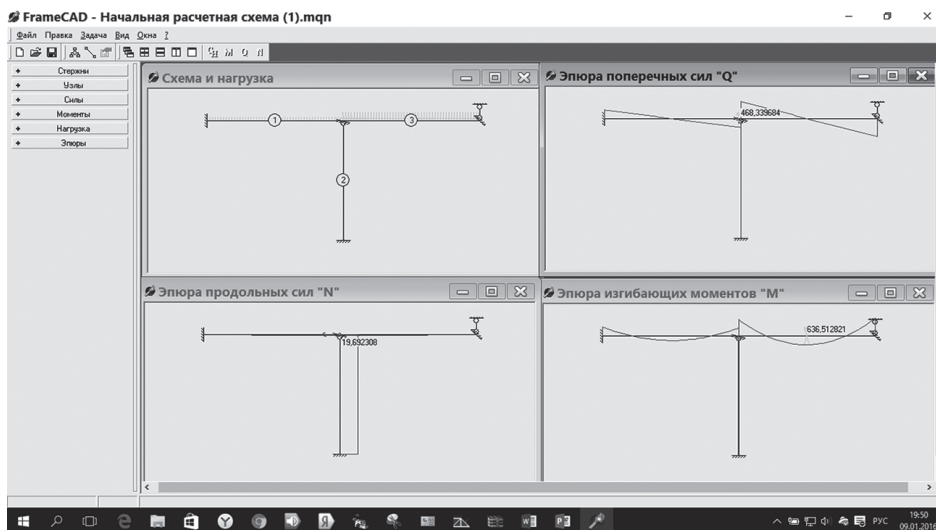 FrameCAD - Начальная расчетная схема (1).mqn
Файл Правка Задача Вид Окна ?
Стержни
Узлы
Силы
Моменты
Нагрузка
Эпюры
Схема и нагрузка
1
3
2
Эпюра поперечных сил "Q"
468,339684
Эпюра продольных сил "N"
19,692308
Эпюра изгибающих моментов "M"
636,512821
РУС
19:50
09.01.2016